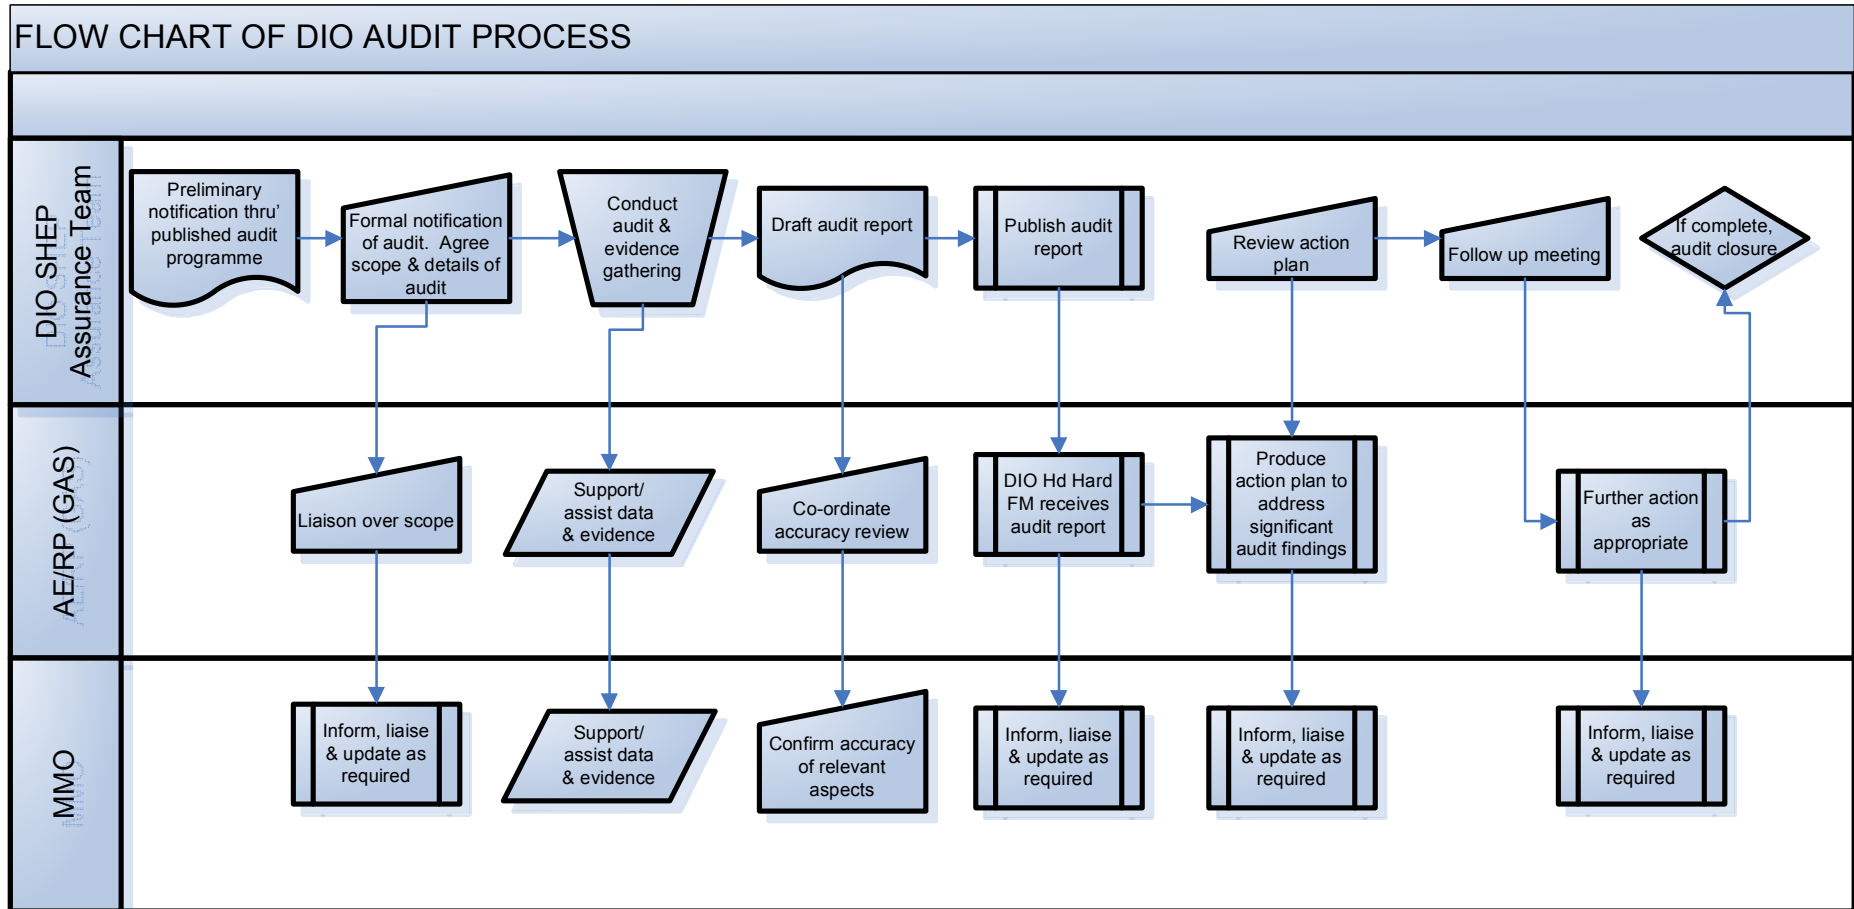 FLOW CHART OF DIO AUDIT PROCESS
DIO SHEP
Assurance Team
Preliminary
notification thru’
published audit
programme
Formal notification
of audit. Agree
scope & details of
audit
Conduct
audit &
evidence
gathering
Draft audit report
Publish audit
report
Review action
plan
Follow up meeting
If complete,
audit closure
AE/RP (GAS)
Liaison over scope
Support/
assist data
& evidence
Co-ordinate
accuracy review
DIO Hd Hard
FM receives
audit report
Produce
action plan to
address
significant
audit findings
Further action
as
appropriate
MMO
Inform, liaise
& update as
required
Support/
assist data
& evidence
Confirm accuracy
of relevant
aspects
Inform, liaise
& update as
required
Inform, liaise
& update as
required
Inform, liaise
& update as
required